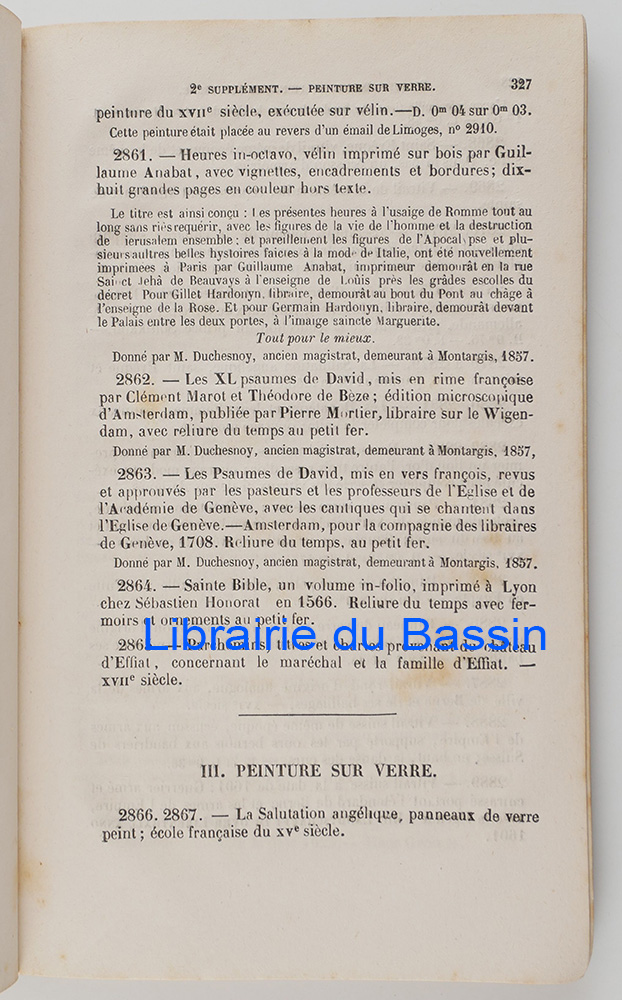 2e SUPPLÉMENT. — PEINTURE SUR VERRE. 327
peinture du XVIIe siècle, exécutée sur vélin.—D. 0m 04 sur 0m 03.
Cette peinture était placée au revers d'un émail de Limoges, no 2910.
2861. — Heures in-octavo, vélin imprimé sur bois par Guil-
laume Anabat, avec vignettes, encadrements et bordures; dix-
huit grandes pages en couleur hors texte.
Le titre est ainsi conçu : les présentes heures à l'usaige de Romme tout au
long sans riēs requérir, avec les figures de la vie de l'homme et la destruction
de ierusalem ensemble : et pareillement les figures de l'Apocalypse et plu-
sieurs aultres belles hystoires faictes à la mode de Italie, ont été nouvellement
imprimees à Paris par Guillaume Anabat, imprimeur demourāt en la rue
Sainct Jehā de Beauvays à l'enseigne de Loūis près les grādes escolles du
décret Pour Gillet Hardouyn, libraire, demourāt au bout du Pont au chāge à
l'enseigne de la Rose. Et pour Germain Hardouyn, libraire, demourāt devant
le Palais entre les deux portes, à l'imaige saincte Marguerite.
Tout pour le mieux.
Donné par M. Duchesnoy, ancien magistrat, demeurant à Montargis, 1857.
2862. — Les XL psaumes de David, mis en rime françoise
par Clément Marot et Théodore de Bèze; édition microscopique
d'Amsterdam, publiée par Pierre Mortier, libraire sur le Wigen-
dam, avec reliure du temps au petit fer.
Donné par M. Duchesnoy, ancien magistrat, demeurant à Montargis, 1857,
2863. — Les Psaumes de David, mis en vers françois, revus
et approuvés par les pasteurs et les professeurs de l'Eglise et de
l'Académie de Genève, avec les cantiques qui se chantent dans
l'Eglise de Genève.—Amsterdam, pour la compagnie des libraires
de Genève, 1708. Reliure du temps, au petit fer.
Donné par M. Duchesnoy, ancien magistrat, demeurant à Montargis, 1857.
2864. — Sainte Bible, un volume in-folio, imprimé à Lyon
chez Sébastien Honorat en 1566. Reliure du temps avec fer-
moirs et ornements au petit fer.
Librairie du Bassin
2865. — Parchemins, titres et chartes provenant du château
d'Effiat, concernant le maréchal et la famille d'Effiat. —
XVIIe siècle.
III. PEINTURE SUR VERRE.
2866. 2867. — La Salutation angélique, panneaux de verre
peint; école française du XVe siècle.